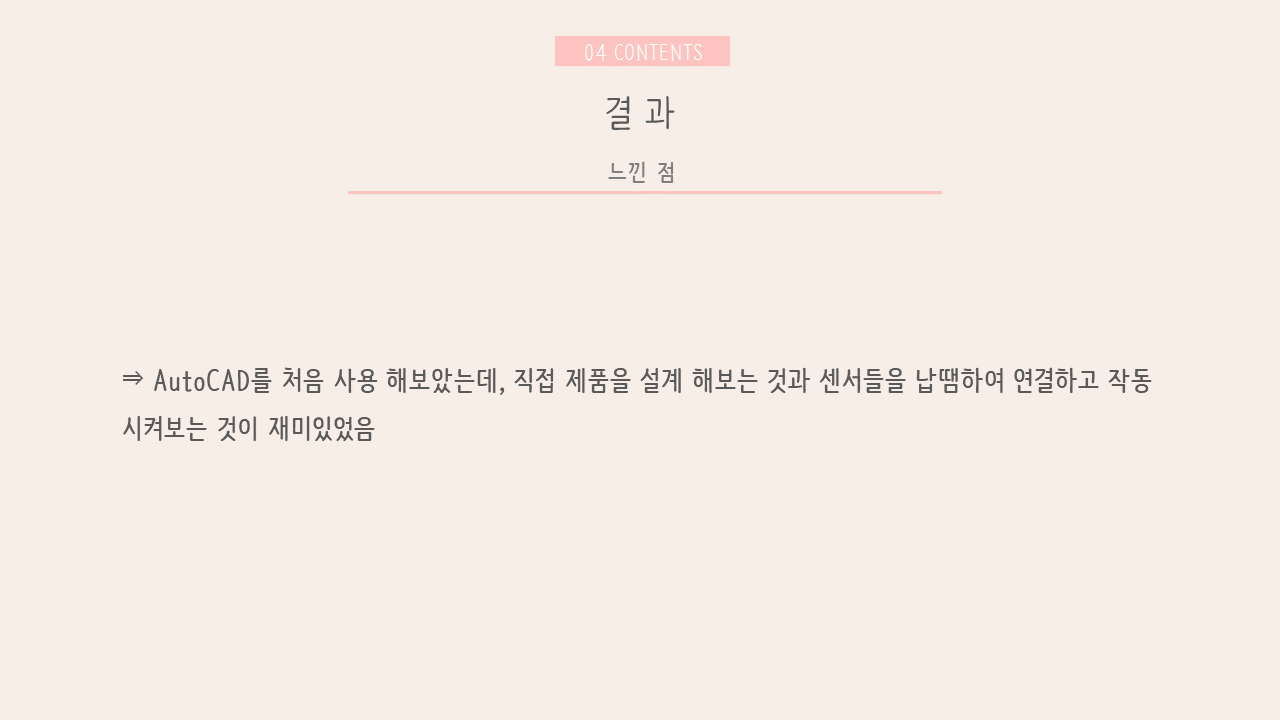 04 CONTENTS
결 과
느낀 점
⇒ AutoCAD를 처음 사용 해보았는데, 직접 제품을 설계 해보는 것과 센서들을 납땜하여 연결하고 작동
시켜보는 것이 재미있었음